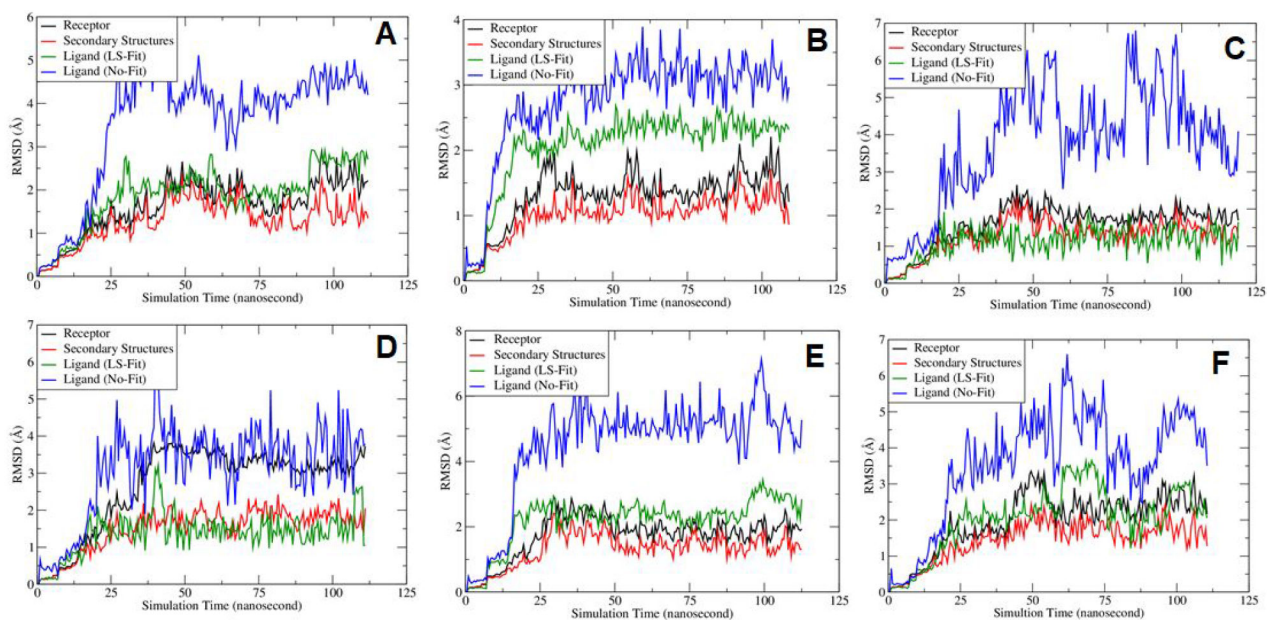 A
Receptor
Secondary Structures
Ligand (LS-Fit)
Ligand (No-Fit)
RMSD (Å)
6
5
4
3
2
1
0
0 25 50 75 100 125
Simulation Time (nanosecond)
B
Receptor
Secondary Structures
Ligand (LS-Fit)
Ligand (No-Fit)
RMSD (Å)
4
3
2
1
0
0 25 50 75 100 125
Simulation Time (nanosecond)
C
Receptor
Secondary Structures
Ligand (LS-Fit)
Ligand (No-Fit)
RMSD (Å)
7
6
5
4
3
2
1
0
0 25 50 75 100 125
Simulation Time (nanosecond)
D
Receptor
Secondary Structures
Ligand (LS-Fit)
Ligand (No-Fit)
RMSD (Å)
7
6
5
4
3
2
1
0
0 25 50 75 100 125
Simulation Time (nanosecond)
E
Receptor
Secondary Structures
Ligand (LS-Fit)
Ligand (No-Fit)
RMSD (Å)
8
6
4
2
0
0 25 50 75 100 125
Simulation Time (nanosecond)
F
Receptor
Secondary Structures
Ligand (LS-Fit)
Ligand (No-Fit)
RMSD (Å)
7
6
5
4
3
2
1
0
0 25 50 75 100 125
Simultion Time (nanosecond)